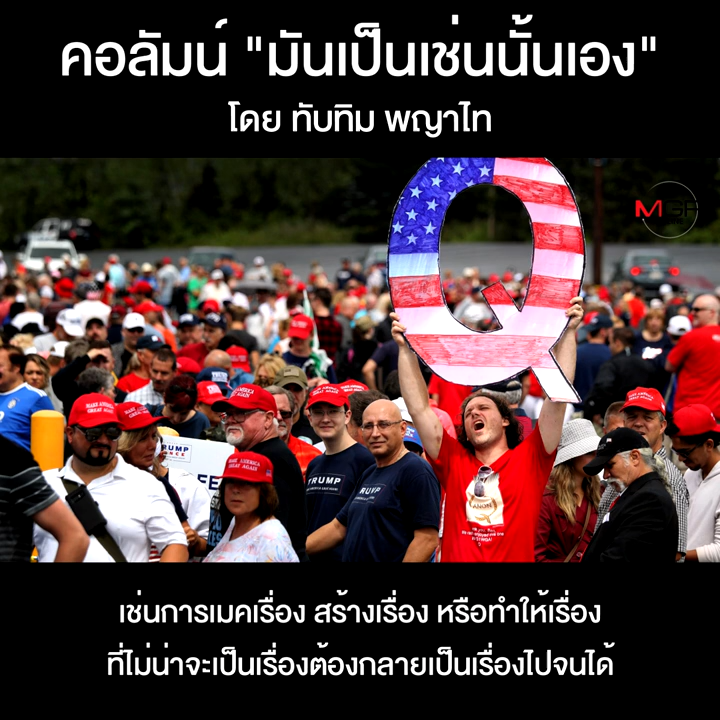 คอลัมน์ "มันเป็นเช่นนั้นเอง"
โดย ทับทิม พญาไท
MGR
Q
MAKE AMERICA
GREAT AGAIN
TRUMP
TRUMP
TRUMP
เช่นการเมคเรื่อง สร้างเรื่อง หรือทำให้เรื่อง
ที่ไม่น่าจะเป็นเรื่องต้องกลายเป็นเรื่องไปจนได้